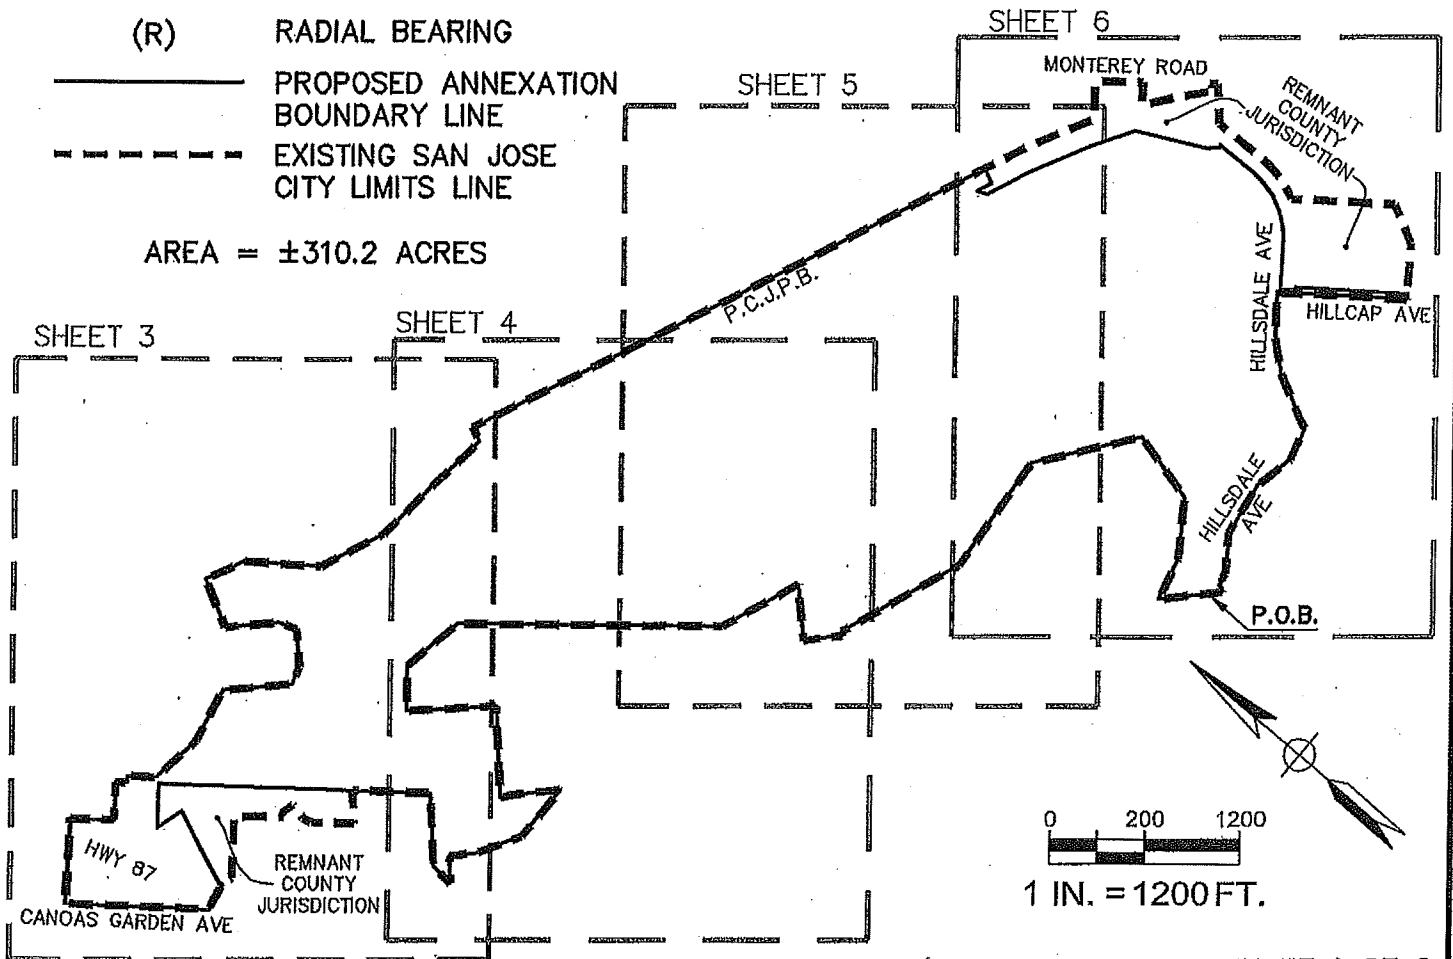 (R) RADIAL BEARING
PROPOSED ANNEXATION
BOUNDARY LINE
EXISTING SAN JOSE
CITY LIMITS LINE
AREA = ±310.2 ACRES
SHEET 6
MONTEREY ROAD
SHEET 5
REMNANT
COUNTY
JURISDICTION
P.C.J.P.B.
HILLSDALE AVE
HILLCAP AVE
SHEET 3
SHEET 4
HILLSDALE
AVE
P.O.B.
HWY 87
REMNANT
COUNTY
JURISDICTION
CANOAS GARDEN AVE
0 200 1200
1 IN. = 1200 FT.